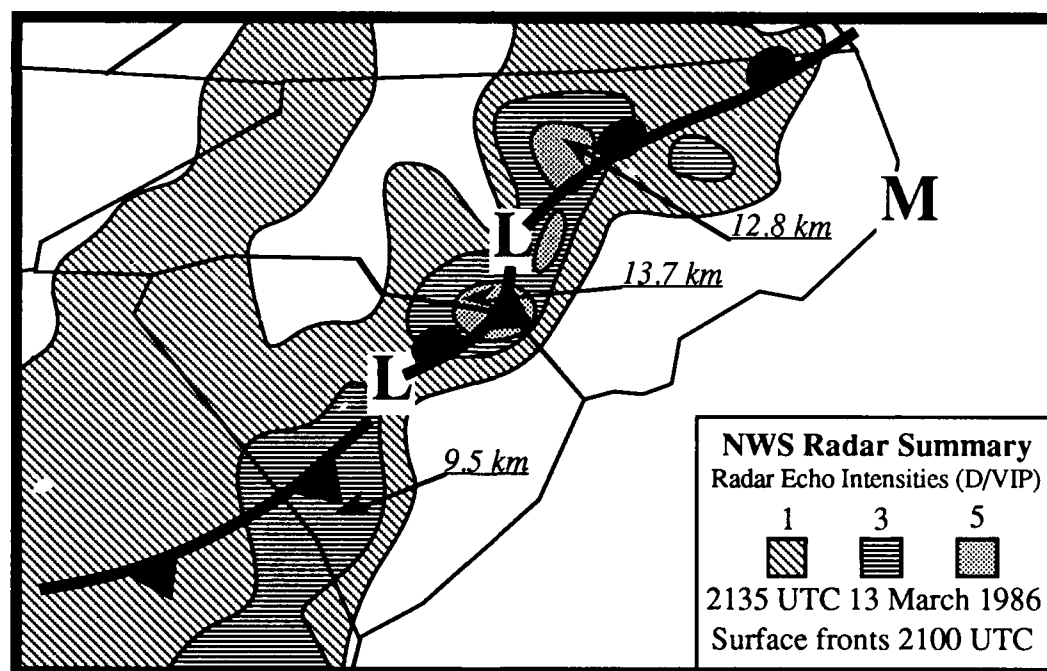 12.8 km
M
L
13.7 km
L
9.5 km
NWS Radar Summary
Radar Echo Intensities (D/VIP)
1 3 5
2135 UTC 13 March 1986
Surface fronts 2100 UTC